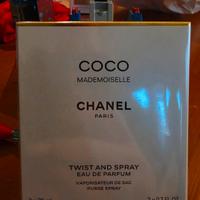 COCO
MADEMOISELLE
CHANEL
PARIS
TWIST AND SPRAY
EAU DE PARFUM
VAPORISATEUR DE SAC
PURSE SPRAY